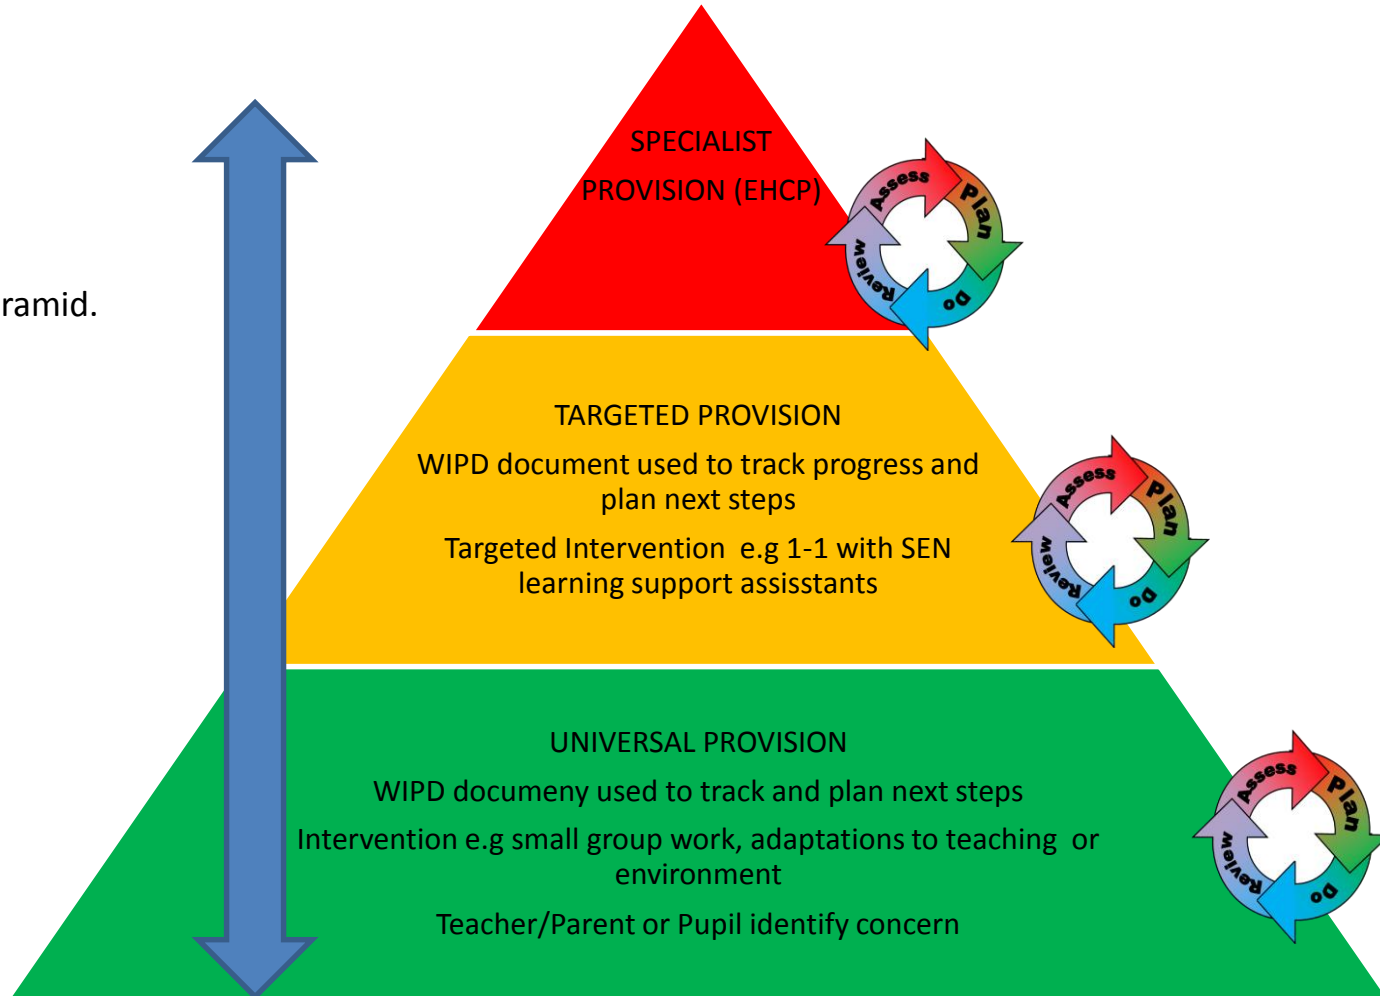 SPECIALIST
PROVISION (EHCP)
Assess
Plan
Do
Review
ramid.
TARGETED PROVISION
WIPD document used to track progress and
plan next steps
Targeted Intervention e.g 1-1 with SEN
learning support assisstants
Assess
Plan
Do
Review
UNIVERSAL PROVISION
WIPD documeny used to track and plan next steps
Intervention e.g small group work, adaptations to teaching or
environment
Teacher/Parent or Pupil identify concern
Assess
Plan
Do
Review